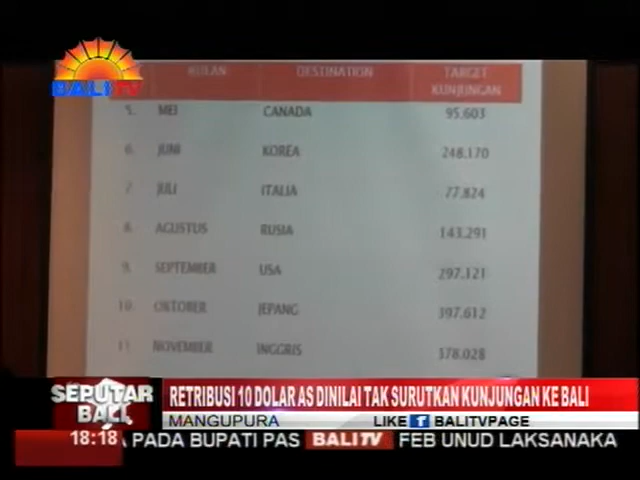 BALI TV
BULAN DESTINATION TARGET KUNJUNGAN
5. MEI CANADA 95.603
6. JUNI KOREA 248.170
7. JULI ITALIA 77.824
8. AGUSTUS RUSIA 143.291
9. SEPTEMBER USA 297.121
10. OKTOBER JEPANG 397.612
11. NOVEMBER INGGRIS 378.028
SEPUTAR BALI
RETRIBUSI 10 DOLAR AS DINILAI TAK SURUTKAN KUNJUNGAN KE BALI
MANGUPURA LIKE f BALITVPAGE
18:18 A PADA BUPATI PAS BALI TV FEB UNUD LAKSANAKA